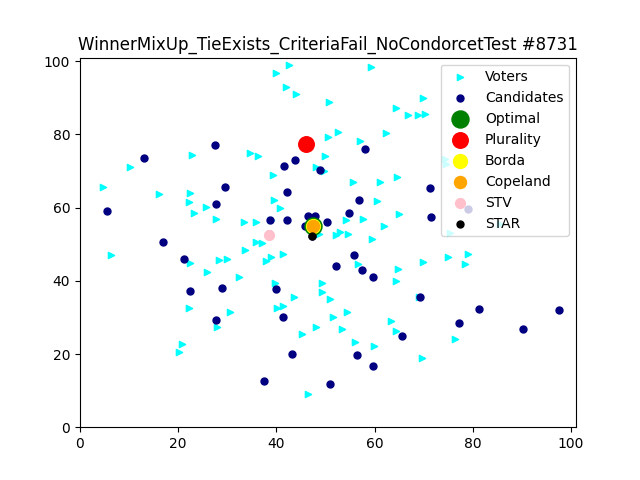 WinnerMixUp_TieExists_CriteriaFail_NoCondorcetTest #8731
100
80
60
40
20
0
0 20 40 60 80 100
Voters
Candidates
Optimal
Plurality
Borda
Copeland
STV
STAR